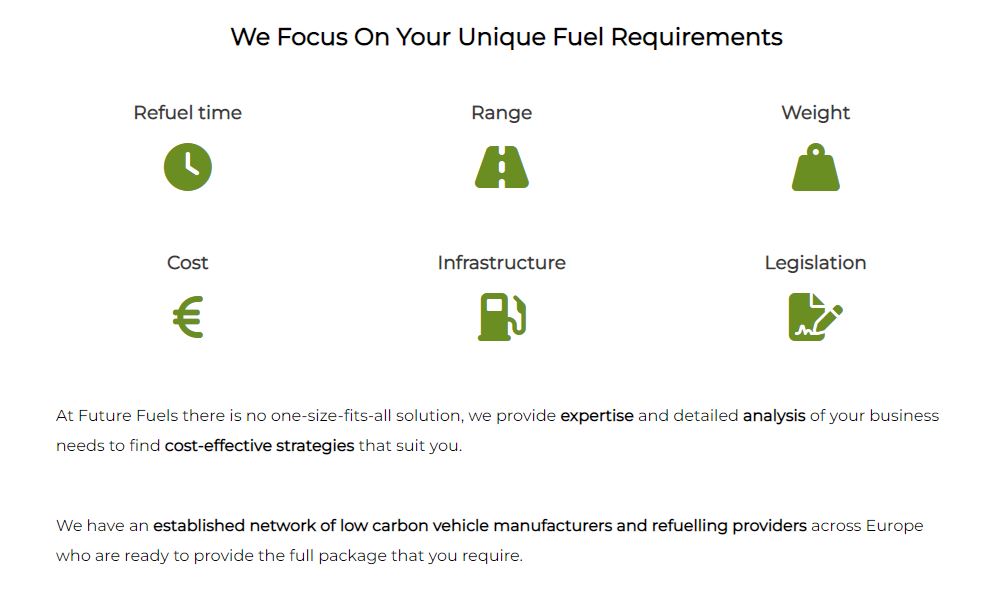 We Focus On Your Unique Fuel Requirements
Refuel time
Range
Weight
Cost
Infrastructure
Legislation
At Future Fuels there is no one-size-fits-all solution, we provide expertise and detailed analysis of your business
needs to find cost-effective strategies that suit you.
We have an established network of low carbon vehicle manufacturers and refuelling providers across Europe
who are ready to provide the full package that you require.